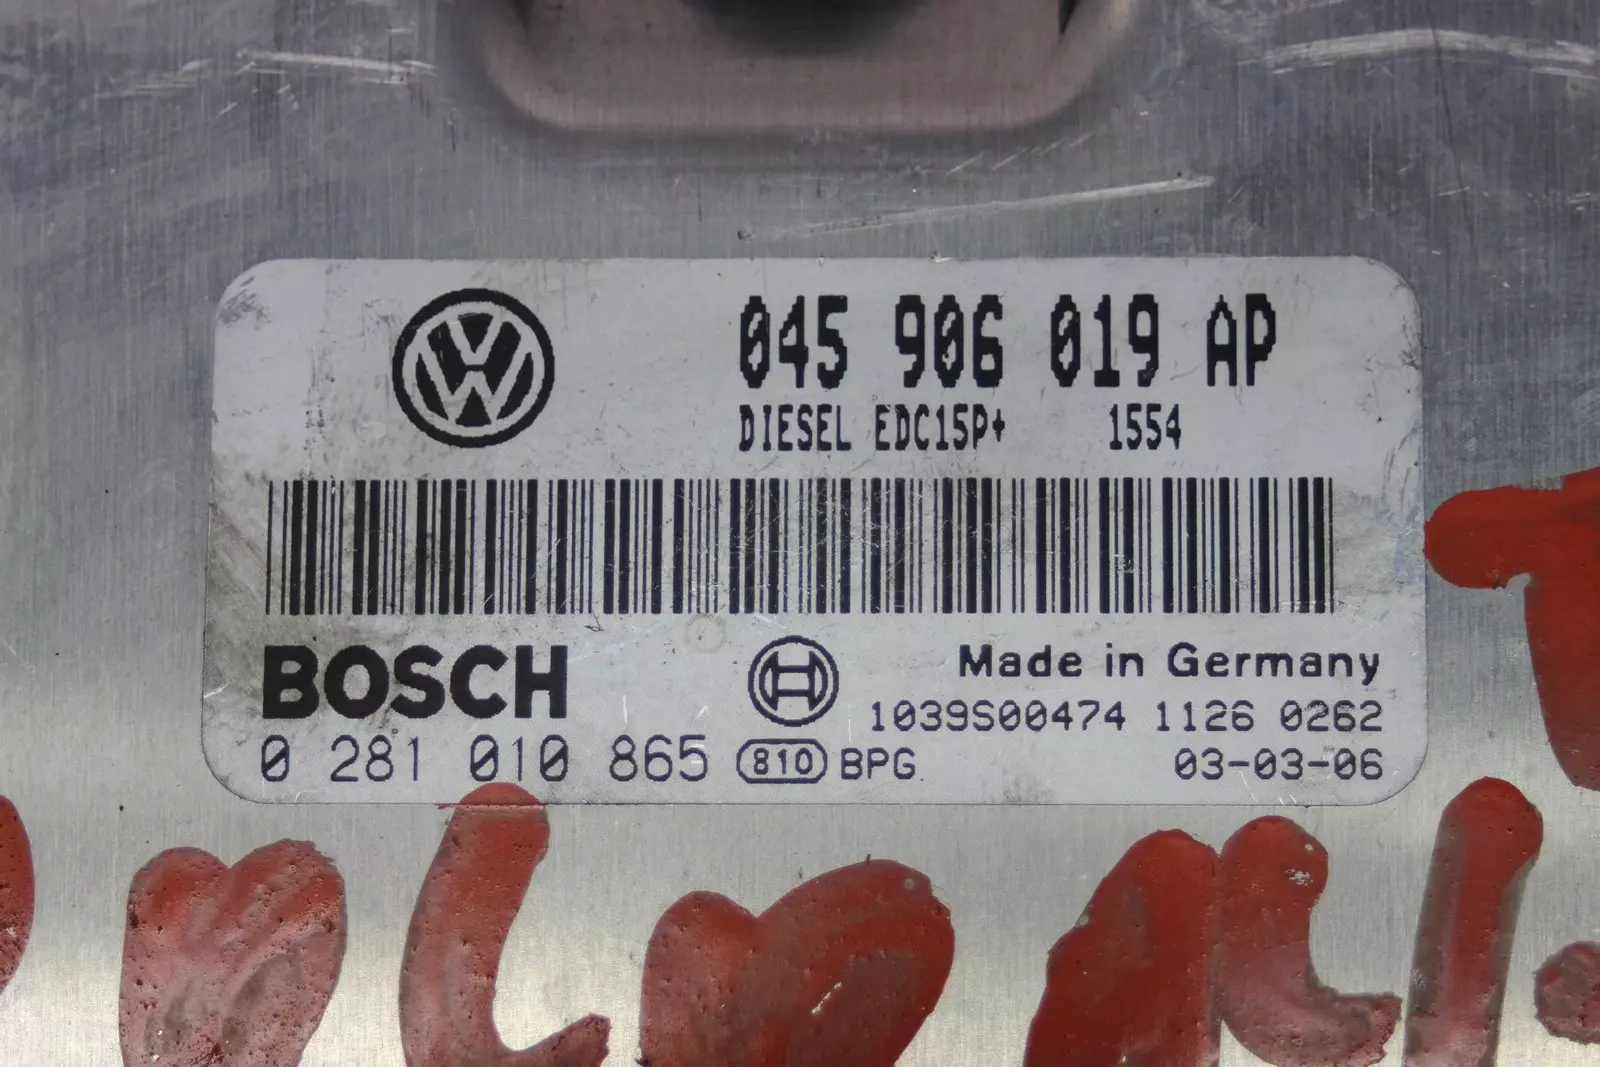 045 906 019 AP
DIESEL EDC15P+ 1554
BOSCH
Made in Germany
1039S00474 1126 0262
0 281 010 865 810 BPG
03-03-06